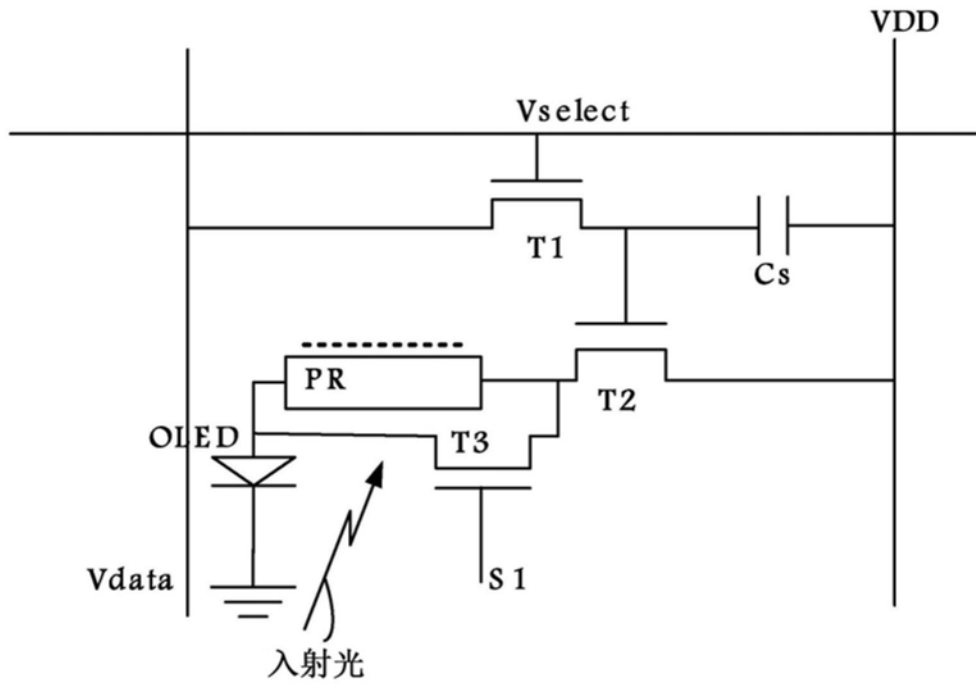 VDD
Vselect
T1
Cs
PR
T2
OLED
T3
Vdata
S1
入射光